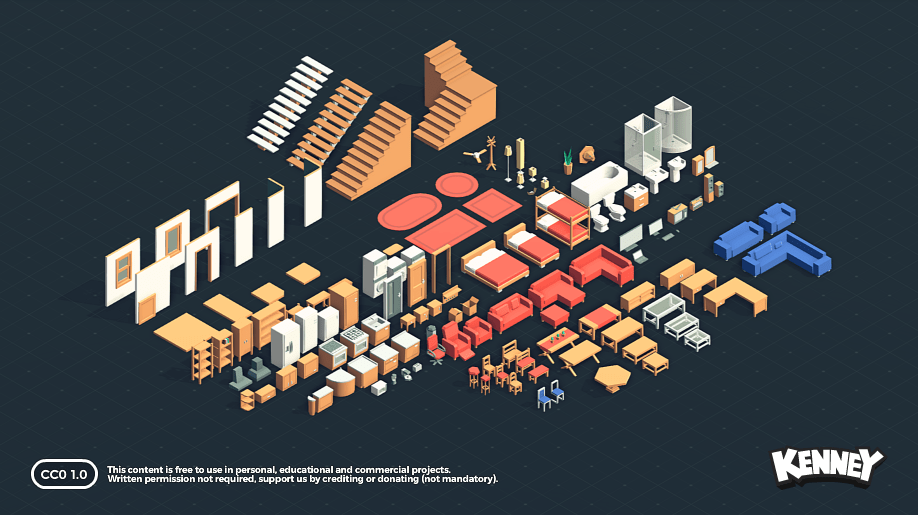 CC0 1.0
This content is free to use in personal, educational and commercial projects.
Written permission not required, support us by crediting or donating (not mandatory).
KENNEY